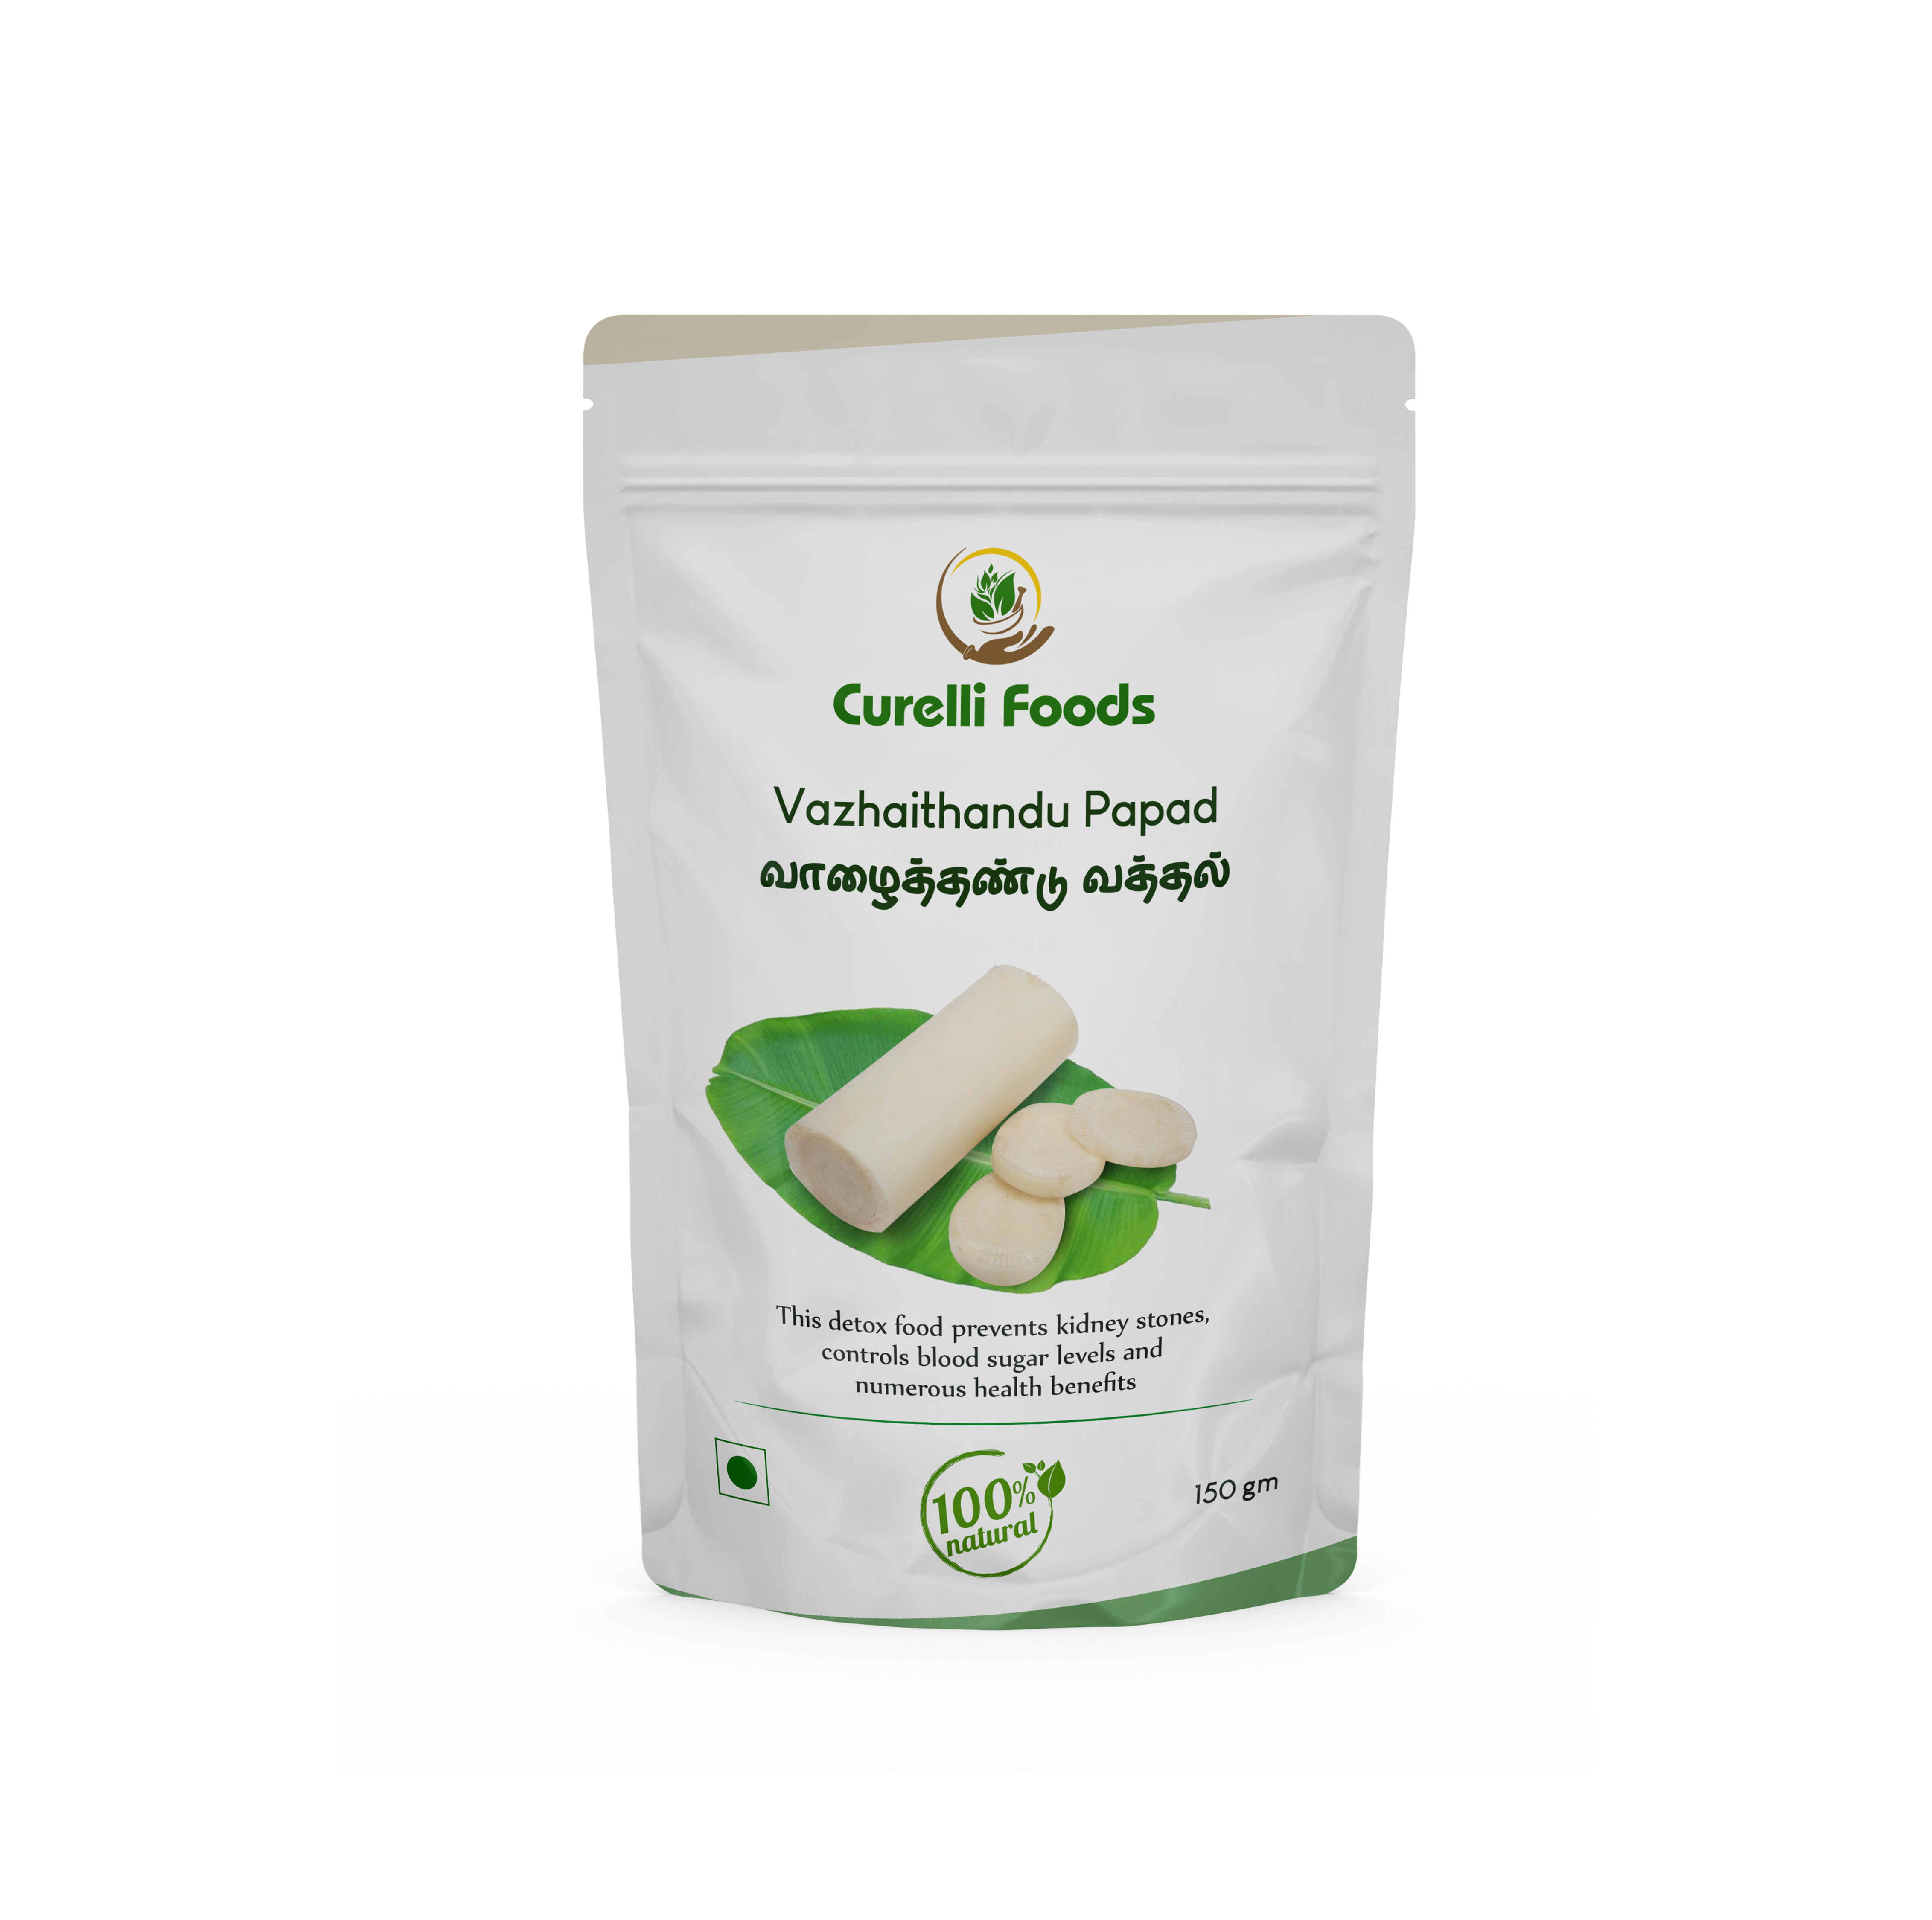 Curelli Foods
Vazhaithandu Papad
வாழைத்தண்டு வத்தல்
This detox food prevents kidney stones,
controls blood sugar levels and
numerous health benefits
100%
natural
150 gm